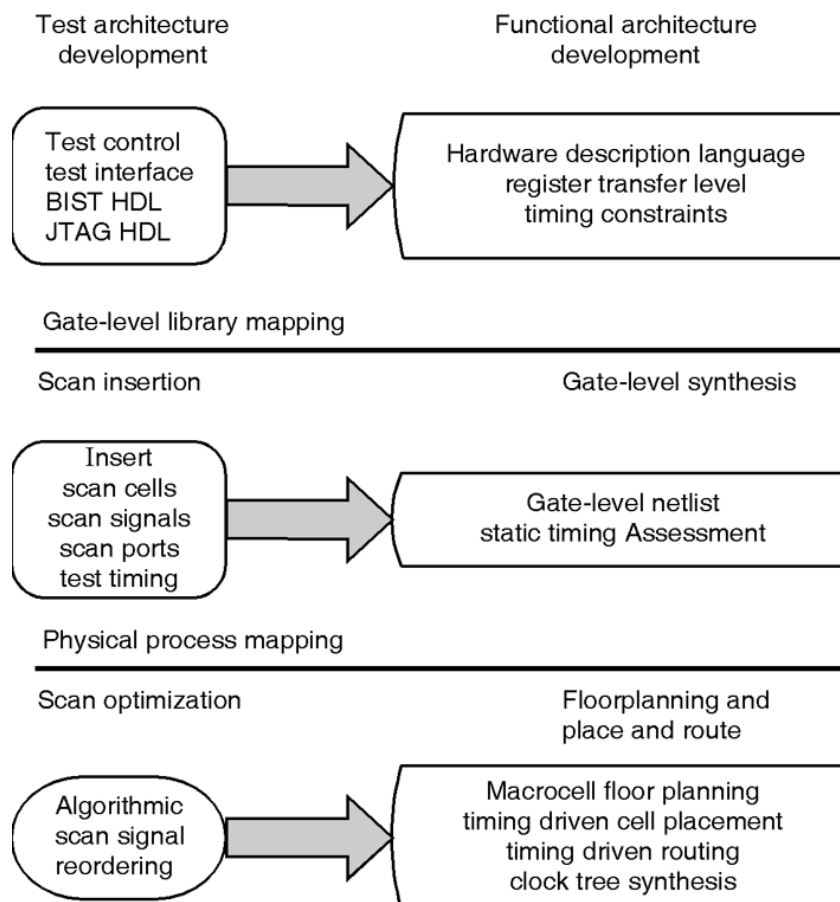 Test architecture
development
Functional architecture
development
Test control
test interface
BIST HDL
JTAG HDL
Hardware description language
register transfer level
timing constraints
Gate-level library mapping
Scan insertion
Gate-level synthesis
Insert
scan cells
scan signals
scan ports
test timing
Gate-level netlist
static timing Assessment
Physical process mapping
Scan optimization
Floorplanning and
place and route
Algorithmic
scan signal
reordering
Macrocell floor planning
timing driven cell placement
timing driven routing
clock tree synthesis